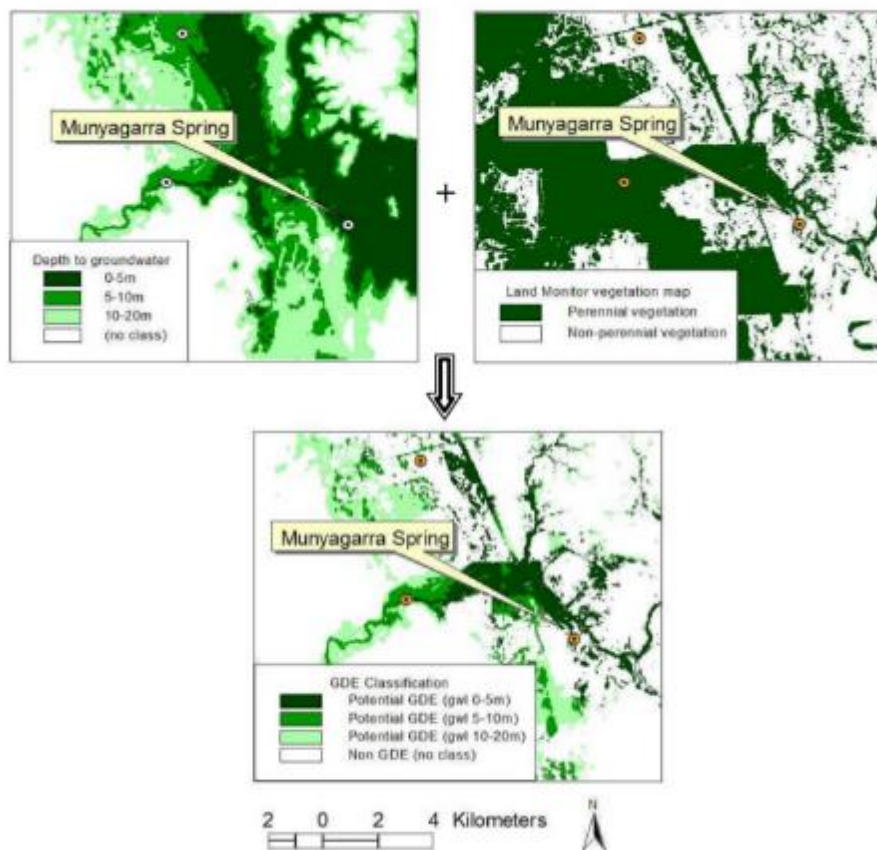 Munyagarra Spring
Depth to groundwater
0-5m
5-10m
10-20m
(no class)
+
Munyagarra Spring
Land Monitor vegetation map
Perennial vegetation
Non-perennial vegetation
Munyagarra Spring
GDE Classification
Potential GDE (gwl 0-5m)
Potential GDE (gwl 5-10m)
Potential GDE (gwl 10-20m)
Non GDE (no class)
2 0 2 4 Kilometers
N